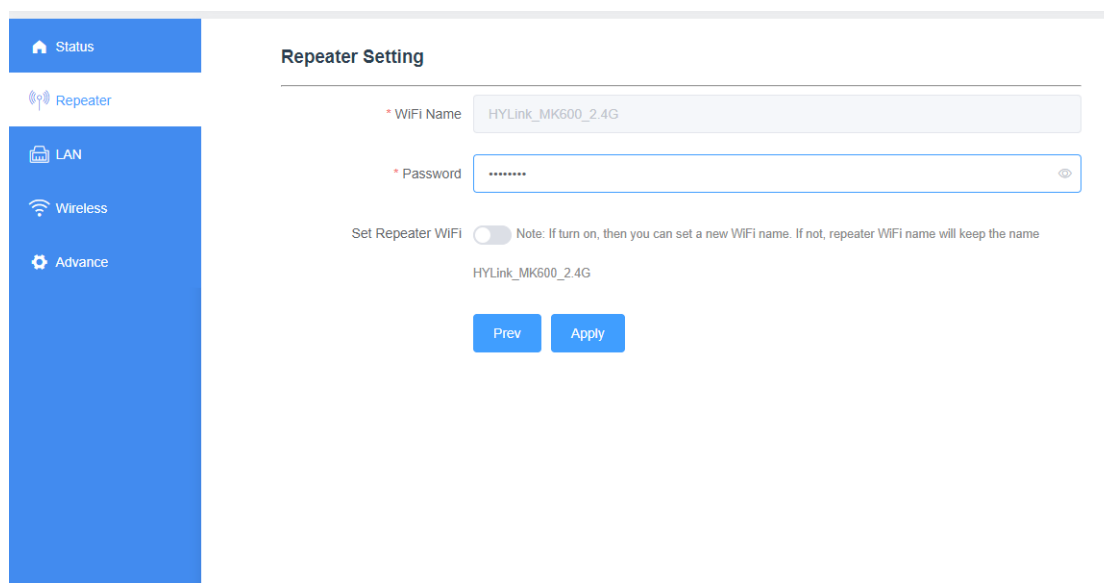 Status
Repeater
LAN
Wireless
Advance
Repeater Setting
* WiFi Name HYLink_MK600_2.4G
* Password ••••••••
Set Repeater WiFi Note: If turn on, then you can set a new WiFi name. If not, repeater WiFi name will keep the name
HYLink_MK600_2.4G
Prev Apply